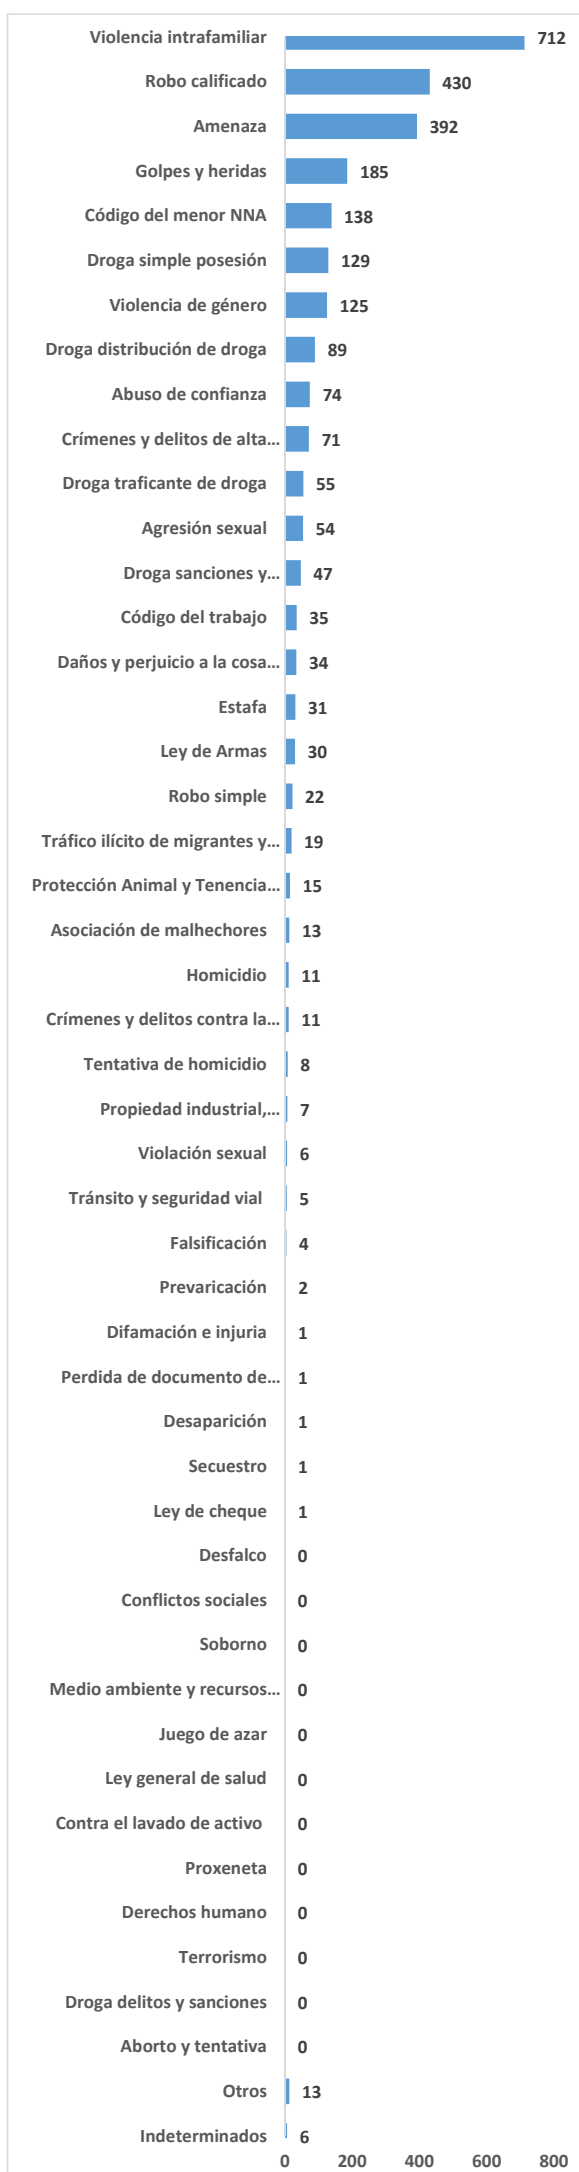 Violencia intrafamiliar 712
Robo calificado 430
Amenaza 392
Golpes y heridas 185
Código del menor NNA 138
Droga simple posesión 129
Violencia de género 125
Droga distribución de droga 89
Abuso de confianza 74
Crímenes y delitos de alta... 71
Droga traficante de droga 55
Agresión sexual 54
Droga sanciones y... 47
Código del trabajo 35
Daños y perjuicio a la cosa... 34
Estafa 31
Ley de Armas 30
Robo simple 22
Tráfico ilícito de migrantes y... 19
Protección Animal y Tenencia... 15
Asociación de malhechores 13
Homicidio 11
Crímenes y delitos contra la... 11
Tentativa de homicidio 8
Propiedad industrial,... 7
Violación sexual 6
Tránsito y seguridad vial 5
Falsificación 4
Prevaricación 2
Difamación e injuria 1
Perdida de documento de... 1
Desaparición 1
Secuestro 1
Ley de cheque 1
Desfalco 0
Conflictos sociales 0
Soborno 0
Medio ambiente y recursos... 0
Juego de azar 0
Ley general de salud 0
Contra el lavado de activo 0
Proxeneta 0
Derechos humano 0
Terrorismo 0
Droga delitos y sanciones 0
Aborto y tentativa 0
Otros 13
Indeterminados 6
0 200 400 600 800